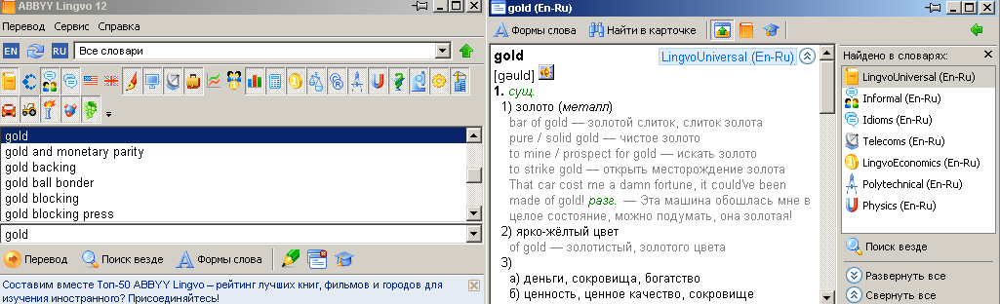 ABBYY Lingvo 12
Перевод Сервис Справка
EN RU Все словари
gold
gold and monetary parity
gold backing
gold ball bonder
gold blocking
gold blocking press
gold
Перевод Поиск везде Формы слова
Составим вместе Топ-50 ABBYY Lingvo – рейтинг лучших книг, фильмов и городов для
изучения иностранного? Присоединяйтесь!
gold (En-Ru)
Формы слова Найти в карточке
gold LingvoUniversal (En-Ru)
[gəuld]
1. сущ.
1) золото (металл)
bar of gold — золотой слиток, слиток золота
pure / solid gold — чистое золото
to mine / prospect for gold — искать золото
to strike gold — открыть месторождение золота
That car cost me a damn fortune, it could've been
made of gold! разг. — Эта машина обошлась мне в
целое состояние, можно подумать, она золотая!
2) ярко-жёлтый цвет
of gold — золотистый, золотого цвета
3)
а) деньги, сокровища, богатство
б) ценность, ценное качество, сокровище
Найдено в словарях:
LingvoUniversal (En-Ru)
Informal (En-Ru)
Idioms (En-Ru)
Telecoms (En-Ru)
LingvoEconomics (En-Ru)
Polytechnical (En-Ru)
Physics (En-Ru)
Поиск везде
Развернуть все
Свернуть все